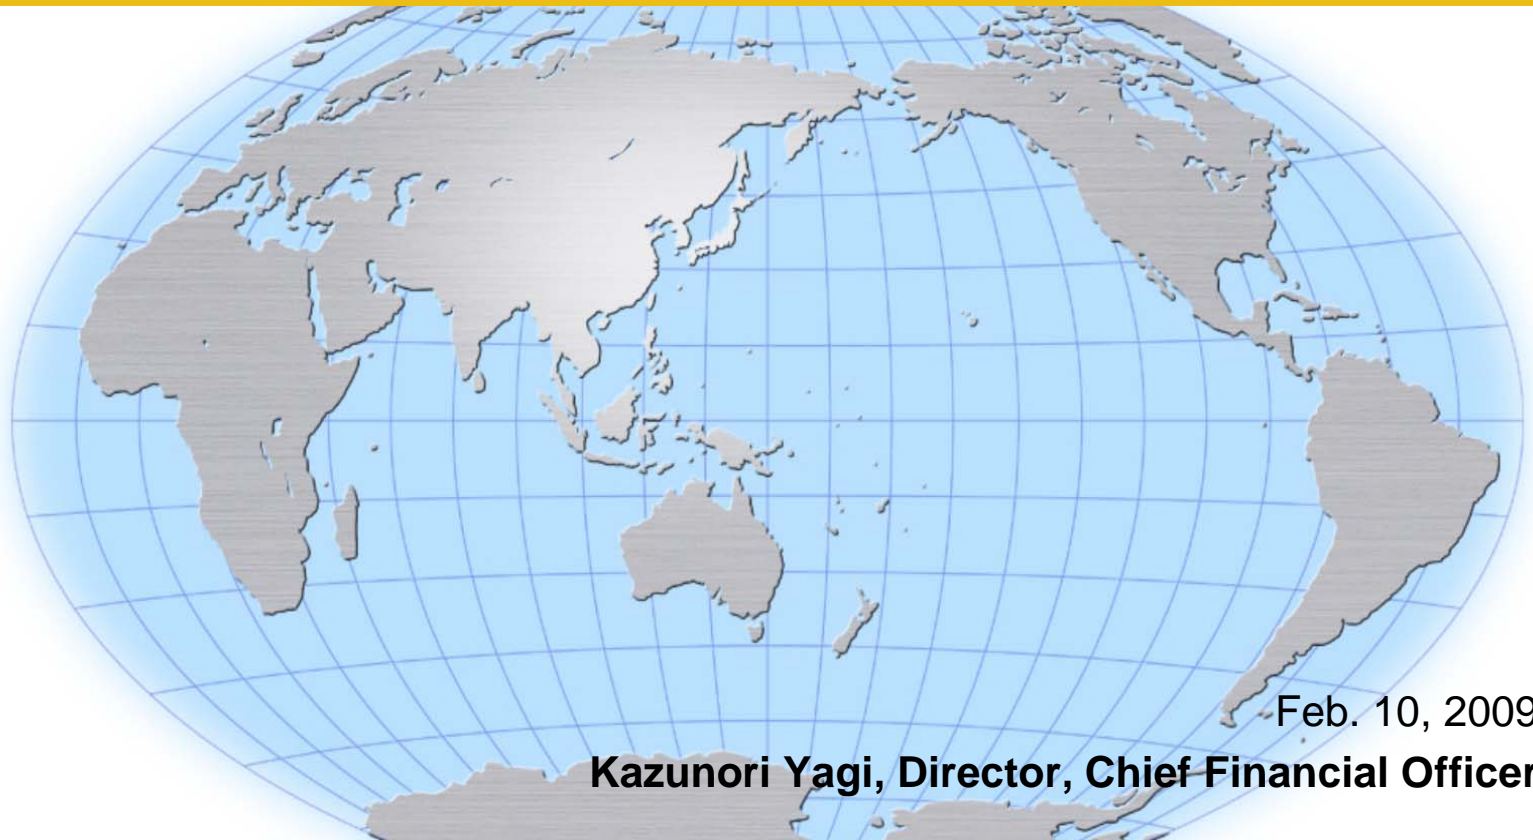 Feb. 10, 2009
Kazunori Yagi, Director, Chief Financial Officer